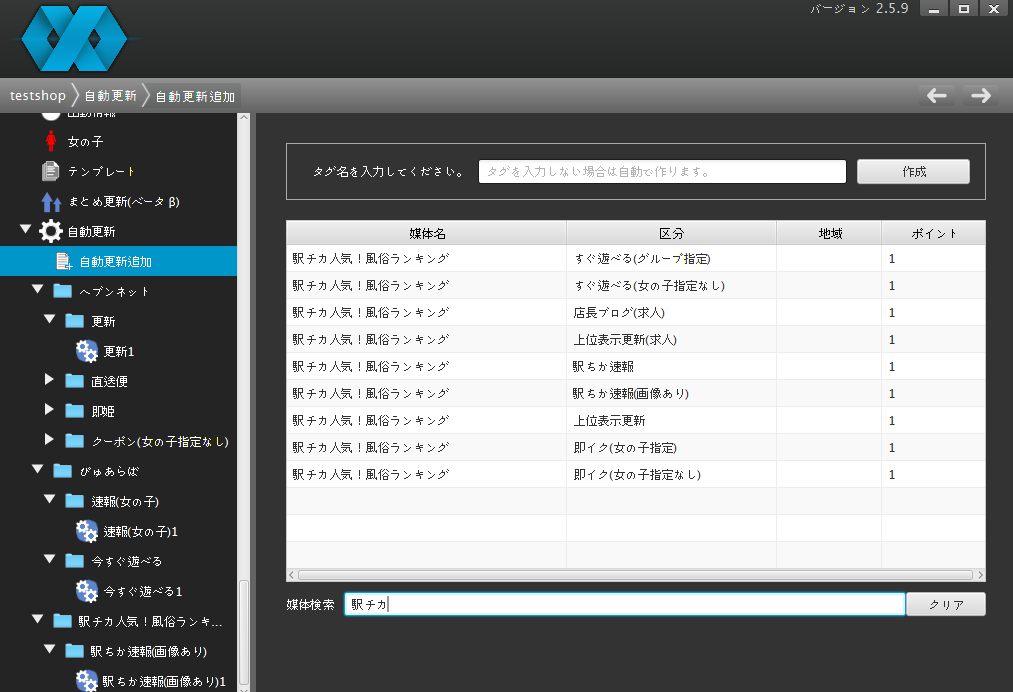 バージョン 2.5.9
testshop 自動更新 自動更新追加
女の子
テンプレート
まとめ更新(ベータ β)
自動更新
自動更新追加
ヘブンネット
更新
更新1
直送便
即姫
クーポン(女の子指定なし)
ぴゅあらば
速報(女の子)
速報(女の子)1
今すぐ遊べる
今すぐ遊べる1
駅チカ人気！風俗ランキ...
駅ちか速報(画像あり)
駅ちか速報(画像あり)1
タグ名を入力してください。 タグを入力しない場合は自動で作ります。 作成
媒体名 区分 地域 ポイント
駅チカ人気！風俗ランキング すぐ遊べる(グループ指定) 1
駅チカ人気！風俗ランキング すぐ遊べる(女の子指定なし) 1
駅チカ人気！風俗ランキング 店長ブログ(求人) 1
駅チカ人気！風俗ランキング 上位表示更新(求人) 1
駅チカ人気！風俗ランキング 駅ちか速報 1
駅チカ人気！風俗ランキング 駅ちか速報(画像あり) 1
駅チカ人気！風俗ランキング 上位表示更新 1
駅チカ人気！風俗ランキング 即イク(女の子指定) 1
駅チカ人気！風俗ランキング 即イク(女の子指定なし) 1
媒体検索 駅チカ クリア